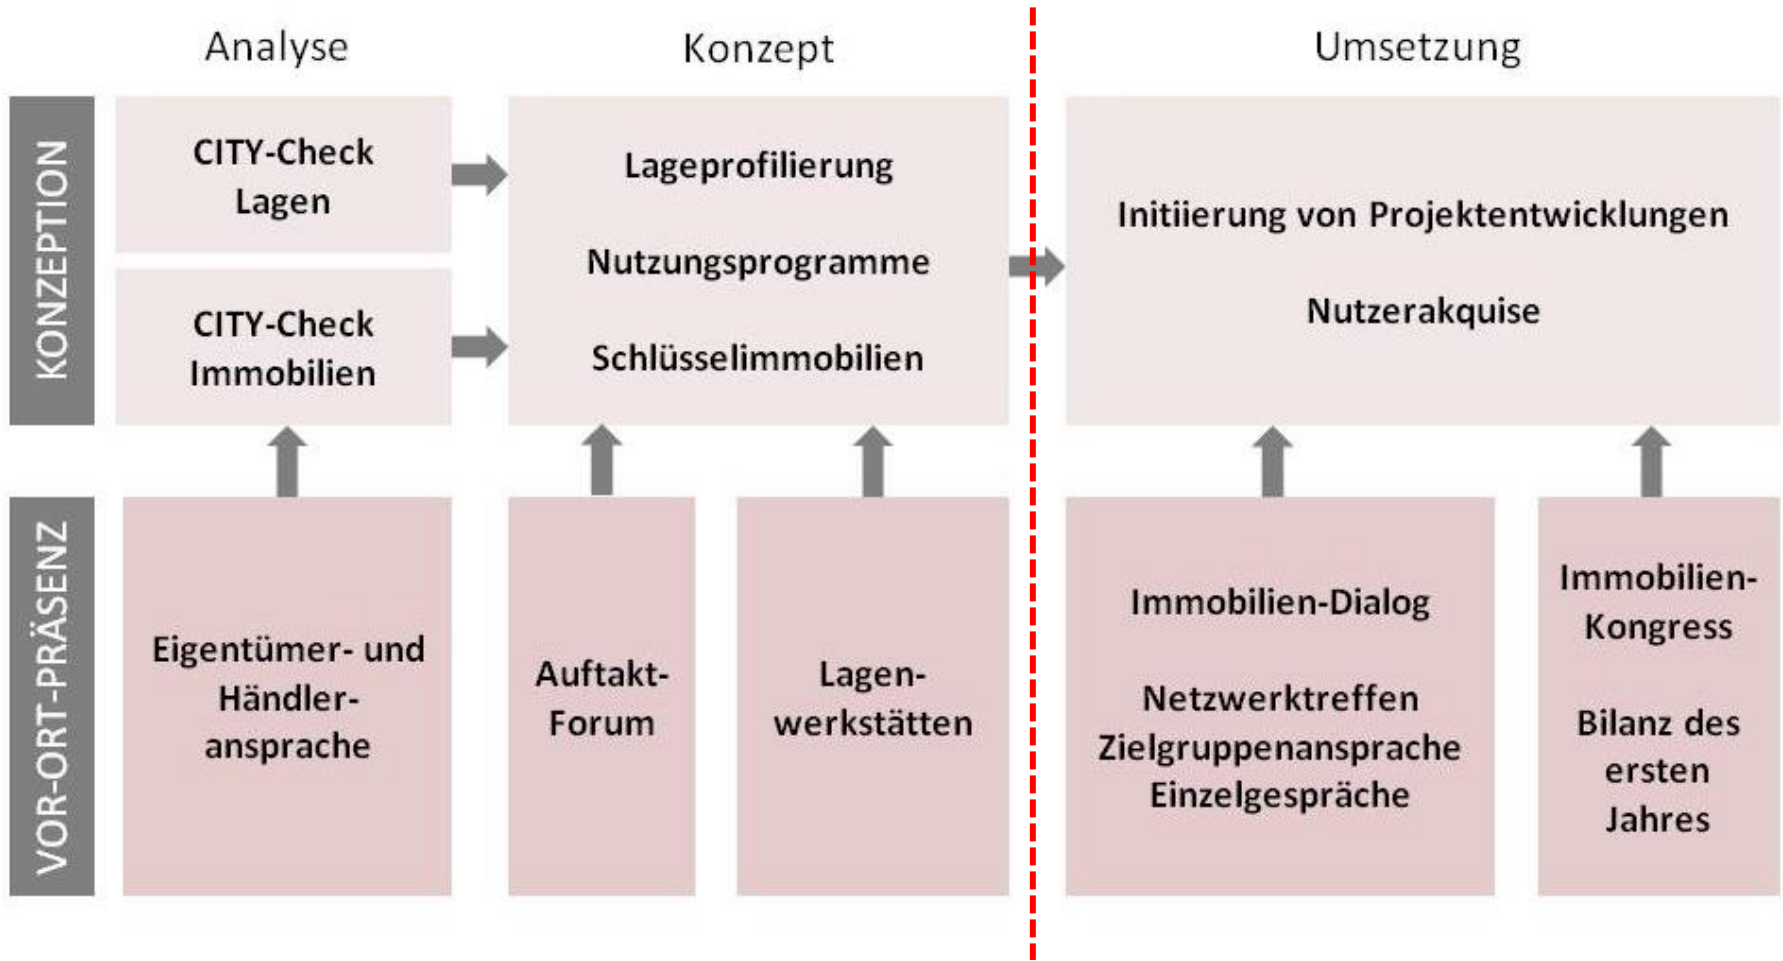 Analyse
Konzept
Umsetzung
KONZEPTION
CITY-Check
Lagen
CITY-Check
Immobilien
Lageprofilierung
Nutzungsprogramme
Schlüsselimmobilien
Initiierung von Projektentwicklungen
Nutzerakquise
VOR-ORT-PRÄSENZ
Eigentümer- und
Händler-
ansprache
Auftakt-
Forum
Lagen-
werkstätten
Immobilien-Dialog
Netzwerktreffen
Zielgruppenansprache
Einzelgespräche
Immobilien-
Kongress
Bilanz des
ersten
Jahres